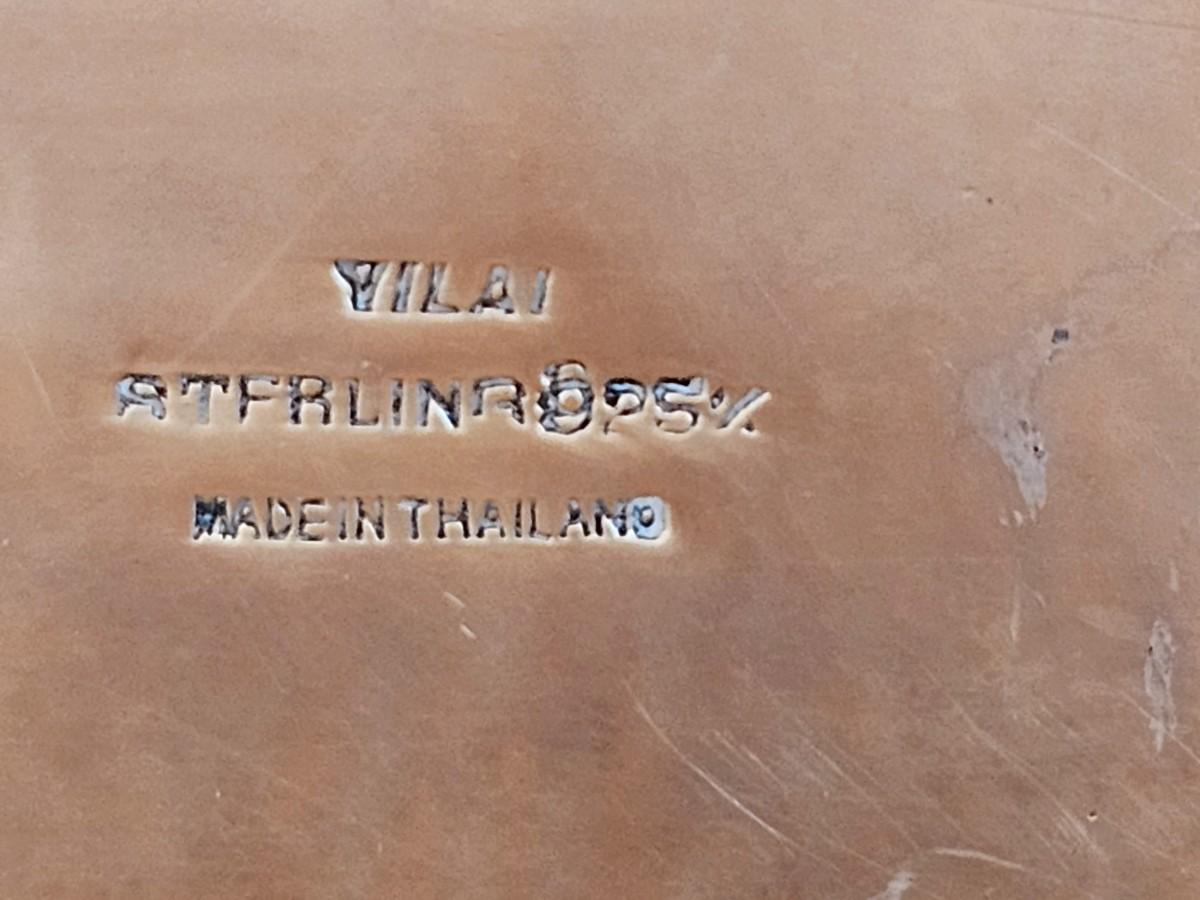 VILAI
STERLING 925%
MADE IN THAILAND